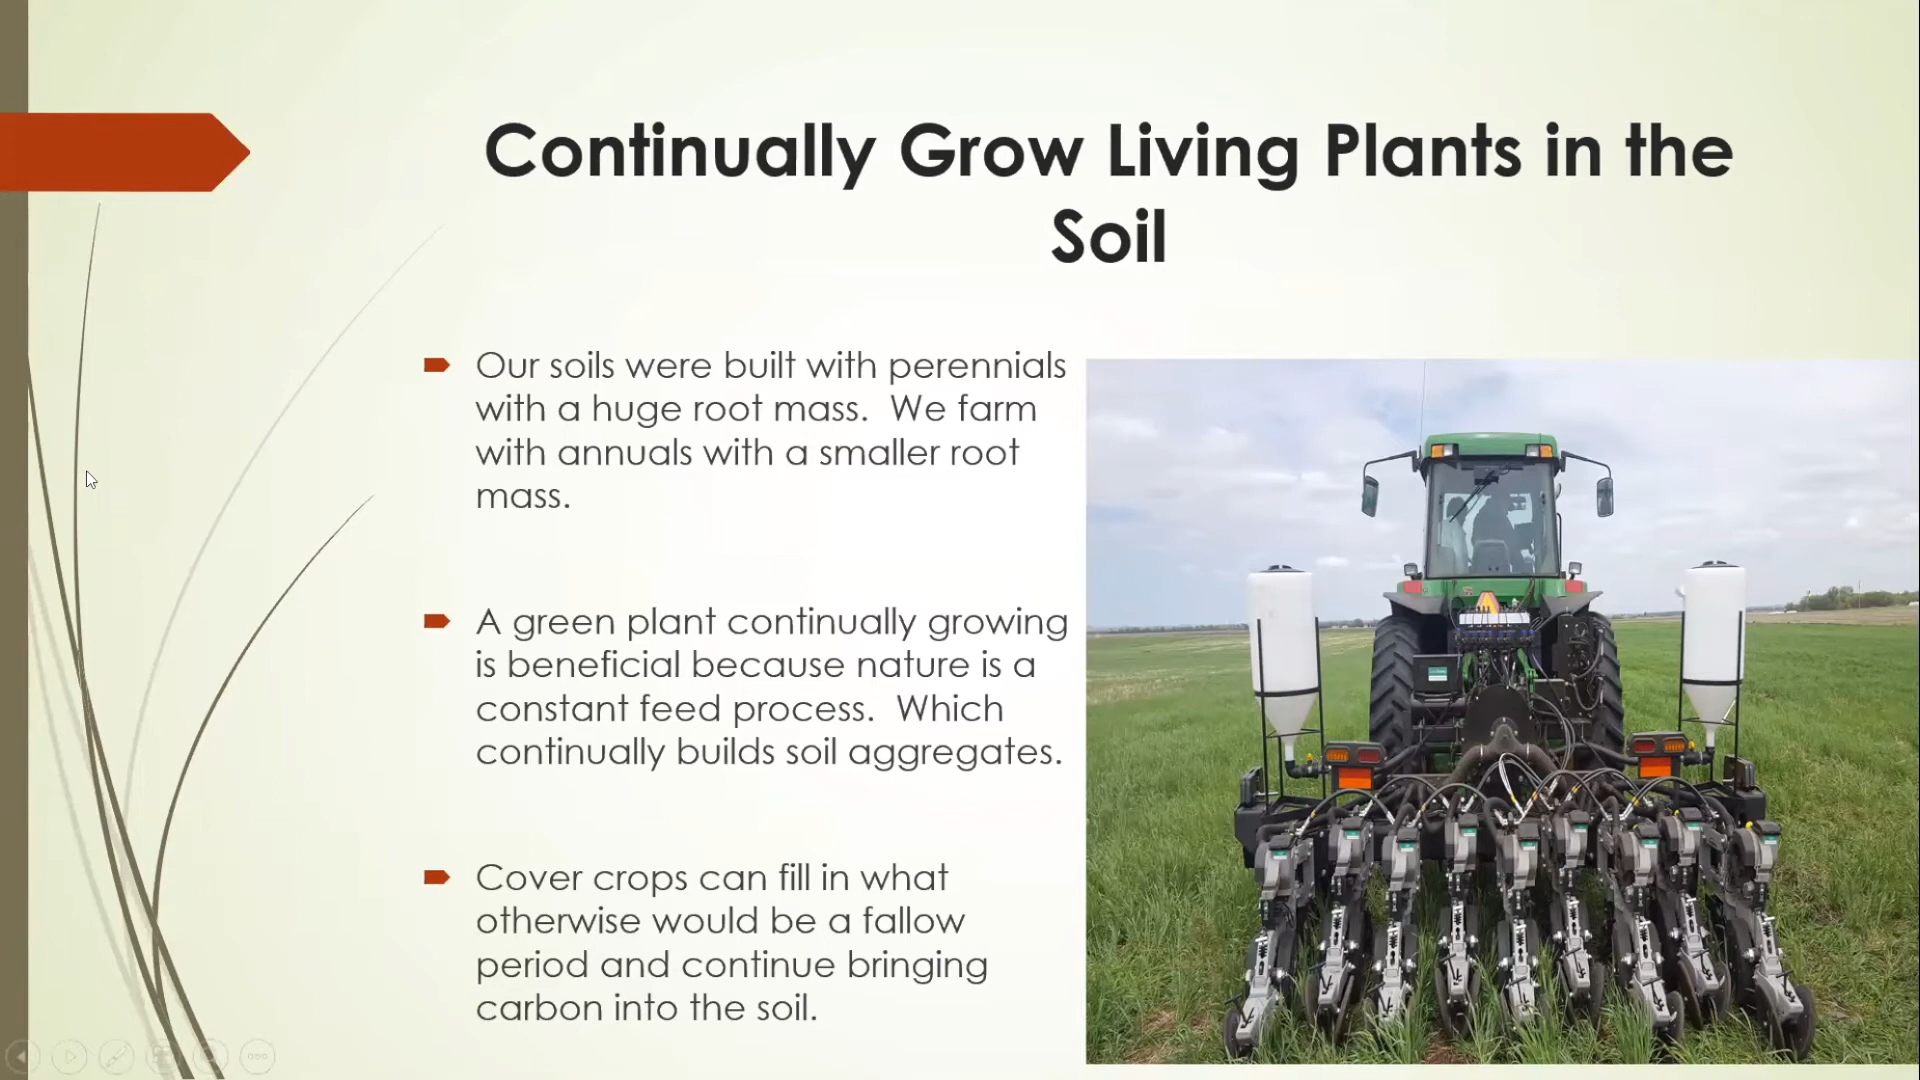 Continually Grow Living Plants in the
Soil
Our soils were built with perennials
with a huge root mass.  We farm
with annuals with a smaller root
mass.
A green plant continually growing
is beneficial because nature is a
constant feed process.  Which
continually builds soil aggregates.
Cover crops can fill in what
otherwise would be a fallow
period and continue bringing
carbon into the soil.